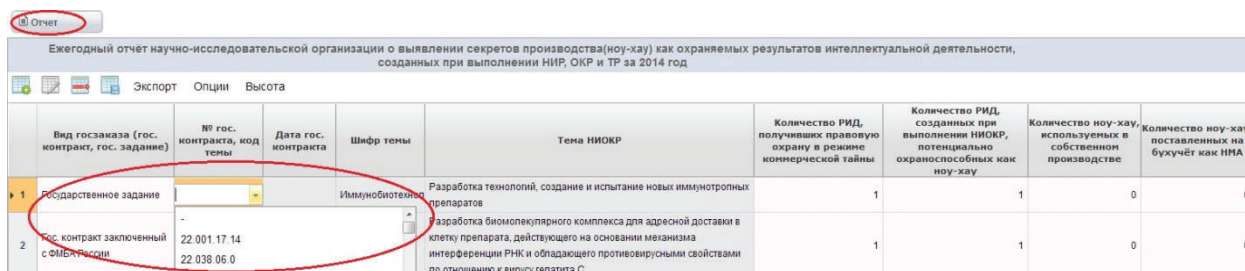 Отчет
Ежегодный отчёт научно-исследовательской организации о выявлении секретов производства(ноу-хау) как охраняемых результатов интеллектуальной деятельности,
созданных при выполнении НИР, ОКР и ТР за 2014 год
Экспорт Опции Высота
Вид госзаказа (гос.
контракт, гос. задание)
№ гос.
контракта, код
темы
Дата гос.
контракта
Шифр темы
Тема НИОКР
Количество РИД,
получивших правовую
охрану в режиме
коммерческой тайны
Количество РИД,
созданных при
выполнении НИОКР,
потенциально
охраноспособных как
ноу-хау
Количество ноу-хау,
используемых в
собственном
производстве
Количество ноу-хау
поставленных на
бухучёт как НМА
1
Государственное задание
Иммунобиотехнол
Разработка технологий, создание и испытание новых иммунотропных
препаратов
1
1
0
-
22.001.17.14
22.038.06.0
2
Гос. контракт заключенный
с ФМБА России
Разработка биомолекулярного комплекса для адресной доставки в
клетку препарата, действующего на основании механизма
интерференции РНК и обладающего противовирусными свойствами
по отношению к вирусу гепатита С
1
1
0